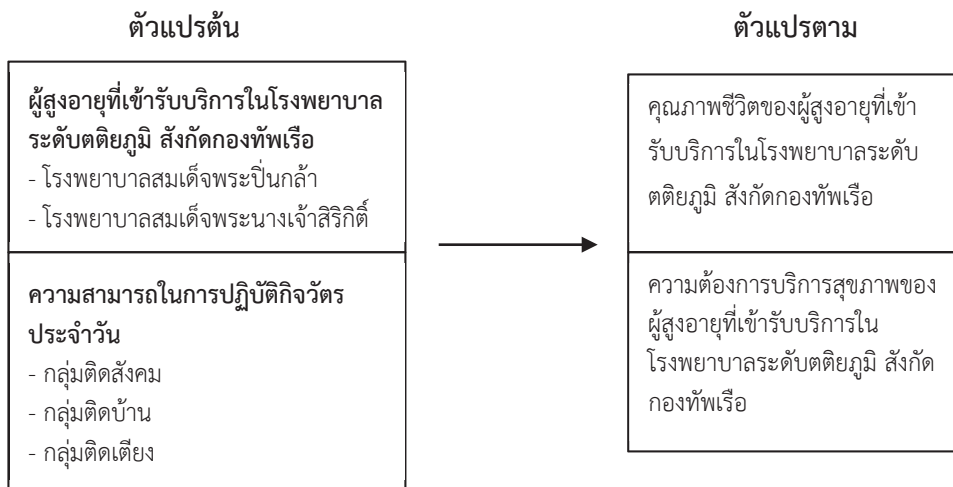 ตัวแปรต้น
ผู้สูงอายุที่เข้ารับบริการในโรงพยาบาล
ระดับตติยภูมิ สังกัดกองทัพเรือ
- โรงพยาบาลสมเด็จพระปิ่นกล้า
- โรงพยาบาลสมเด็จพระนางเจ้าสิริกิติ์
ความสามารถในการปฏิบัติกิจวัตร
ประจำวัน
- กลุ่มติดสังคม
- กลุ่มติดบ้าน
- กลุ่มติดเตียง
ตัวแปรตาม
คุณภาพชีวิตของผู้สูงอายุที่เข้า
รับบริการในโรงพยาบาลระดับ
ตติยภูมิ สังกัดกองทัพเรือ
ความต้องการบริการสุขภาพของ
ผู้สูงอายุที่เข้ารับบริการใน
โรงพยาบาลระดับตติยภูมิ สังกัด
กองทัพเรือ